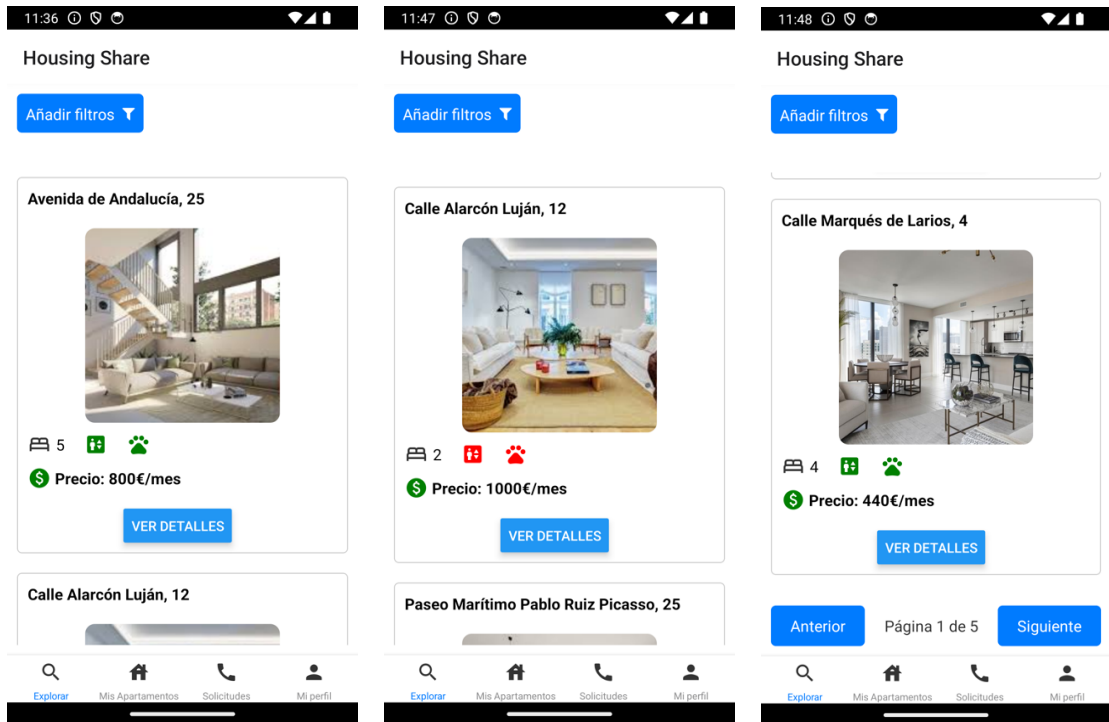 11:36
Housing Share
Añadir filtros
Avenida de Andalucía, 25
5
Precio: 800€/mes
VER DETALLES
Calle Alarcón Luján, 12
Explorar
Mis Apartamentos
Solicitudes
Mi perfil
11:47
Housing Share
Añadir filtros
Calle Alarcón Luján, 12
2
Precio: 1000€/mes
VER DETALLES
Paseo Marítimo Pablo Ruiz Picasso, 25
Explorar
Mis Apartamentos
Solicitudes
Mi perfil
11:48
Housing Share
Añadir filtros
Calle Marqués de Larios, 4
4
Precio: 440€/mes
VER DETALLES
Anterior
Página 1 de 5
Siguiente
Explorar
Mis Apartamentos
Solicitudes
Mi perfil